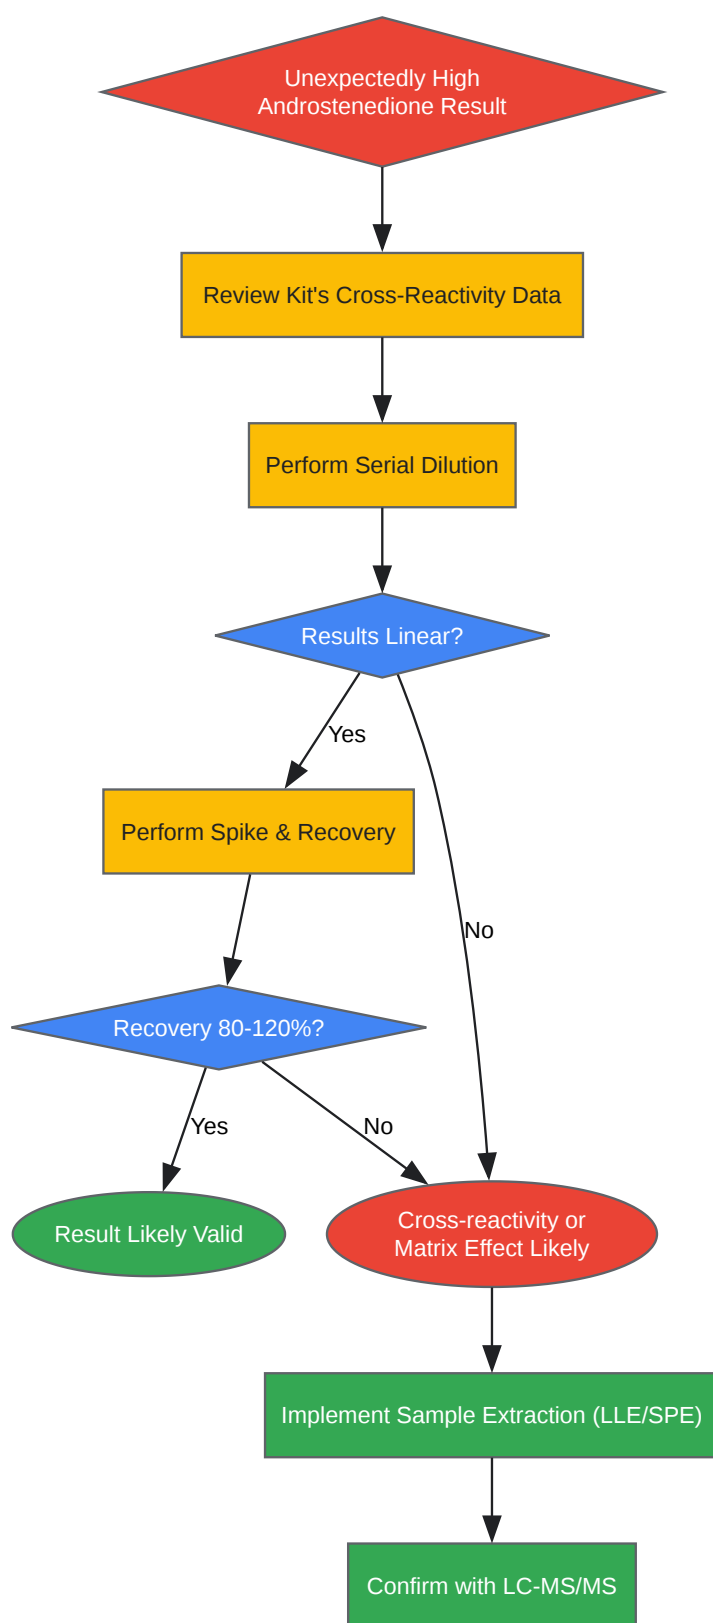 Unexpectedly High
Androstenedione Result
Review Kit's Cross-Reactivity Data
Perform Serial Dilution
Results Linear?
Yes
Perform Spike & Recovery
No
Recovery 80-120%?
Yes
No
Result Likely Valid
Cross-reactivity or
Matrix Effect Likely
Implement Sample Extraction (LLE/SPE)
Confirm with LC-MS/MS